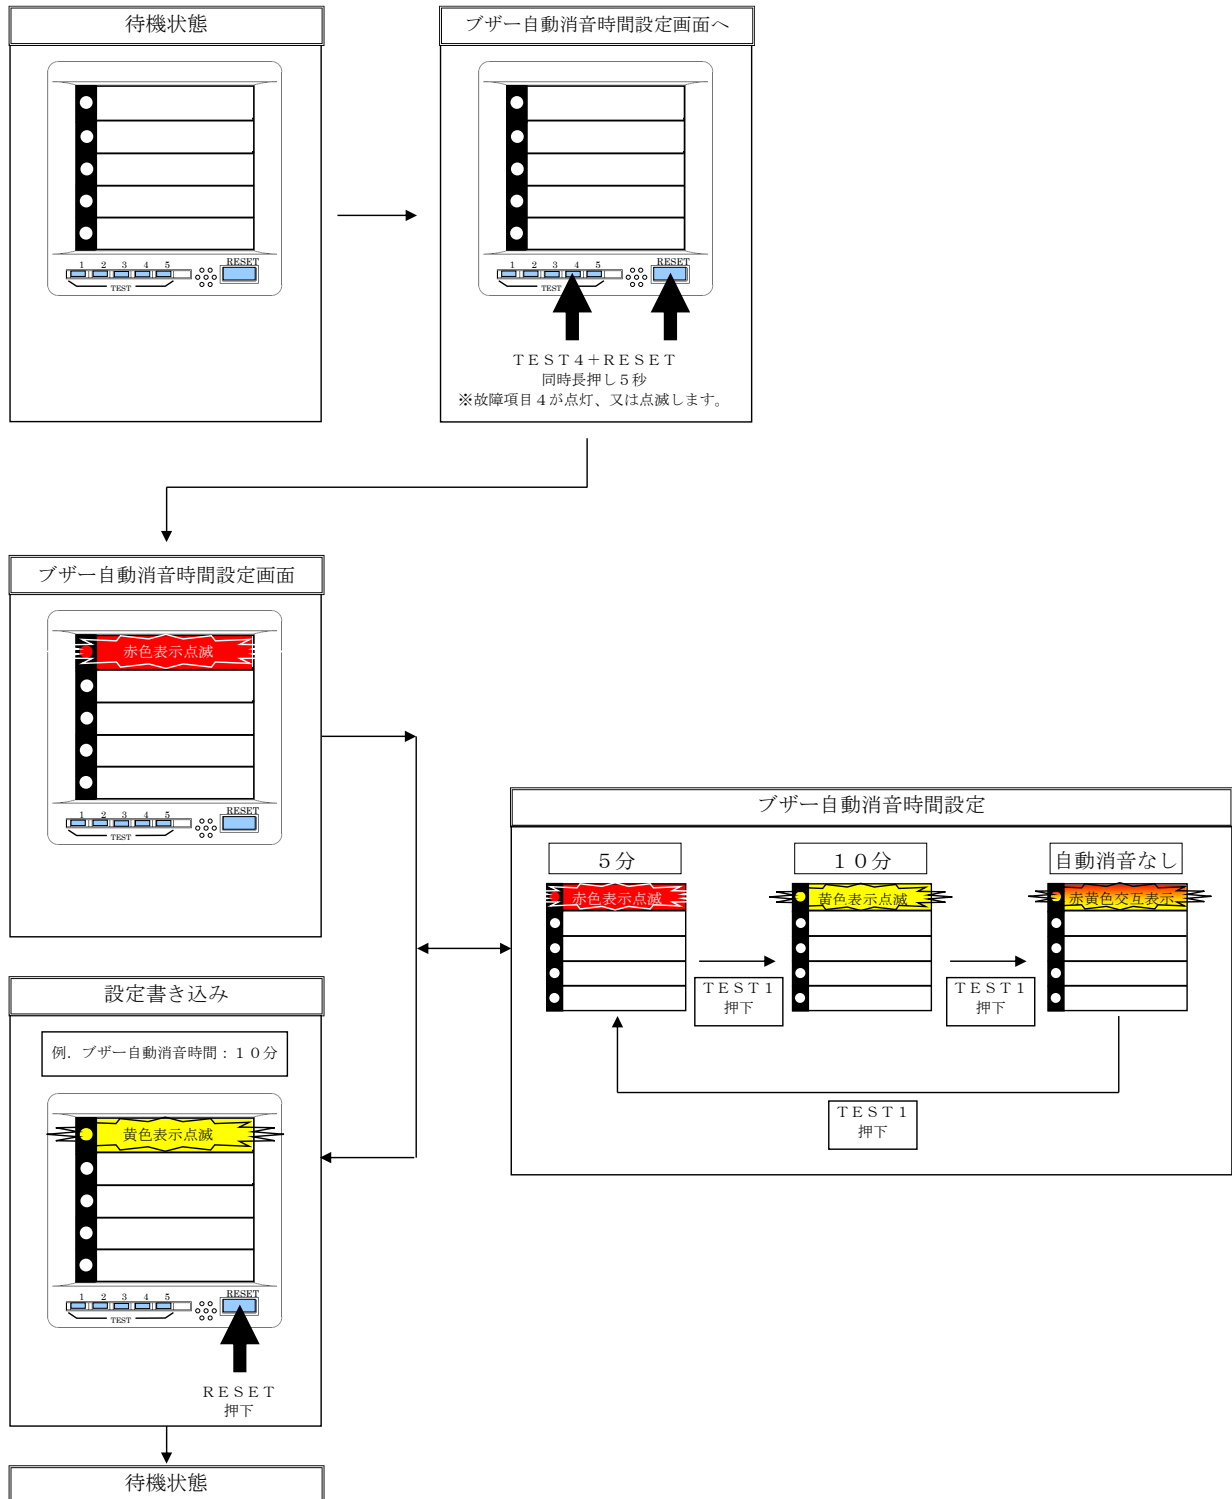 待機状態
1 2 3 4 5
RESET
TEST
ブザー自動消音時間設定画面へ
1 2 3 4 5
RESET
TEST
ＴＥＳＴ４＋ＲＥＳＥＴ
同時長押し５秒
※故障項目４が点灯、又は点滅します。
ブザー自動消音時間設定画面
赤色表示点滅
1 2 3 4 5
RESET
TEST
ブザー自動消音時間設定
５分
１０分
自動消音なし
赤色表示点滅
黄色表示点滅
赤黄色交互表示
ＴＥＳＴ１
押下
ＴＥＳＴ１
押下
ＴＥＳＴ１
押下
設定書き込み
例．ブザー自動消音時間：１０分
黄色表示点滅
1 2 3 4 5
RESET
TEST
ＲＥＳＥＴ
押下
待機状態